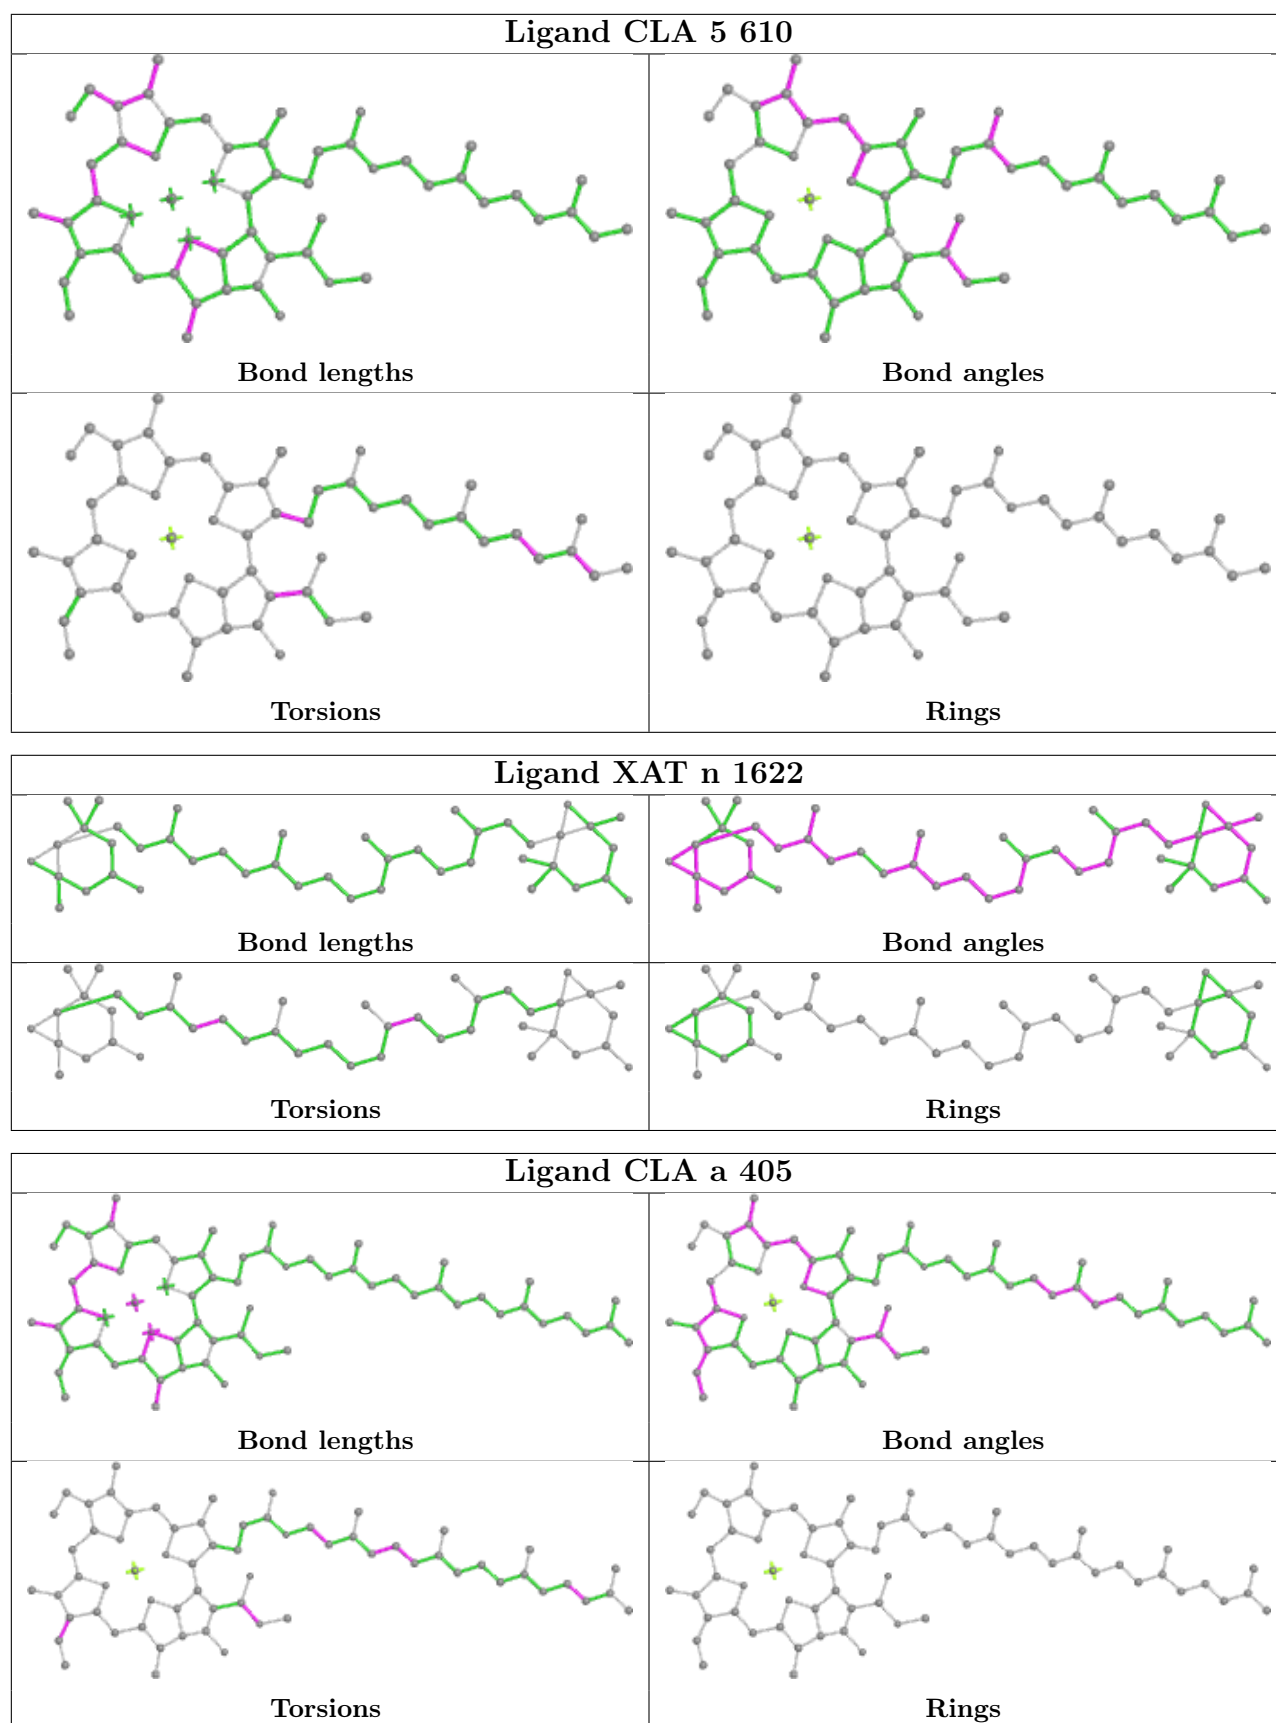 Ligand CLA 5 610
Bond lengths
Bond angles
Torsions
Rings
Ligand XAT n 1622
Bond lengths
Bond angles
Torsions
Rings
Ligand CLA a 405
Bond lengths
Bond angles
Torsions
Rings